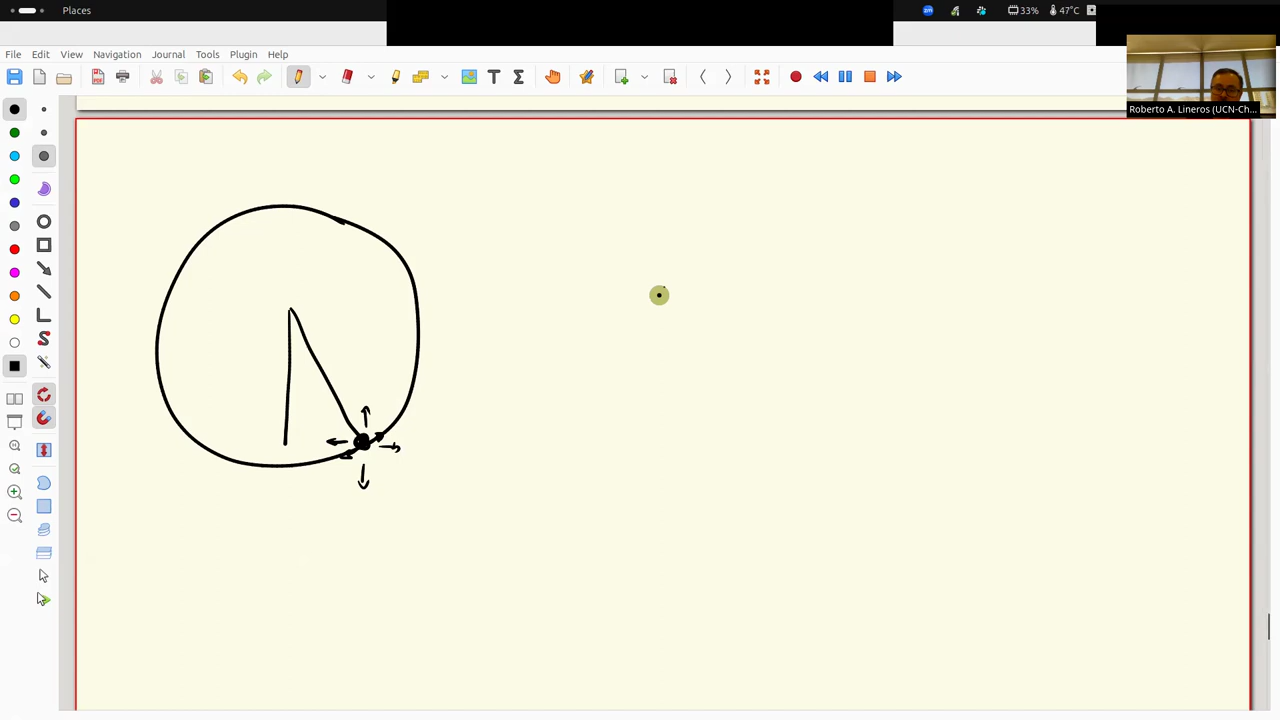 Places
33% 47°C
File Edit View Navigation Journal Tools Plugin Help
Roberto A. Lineros (UCN-Ch...